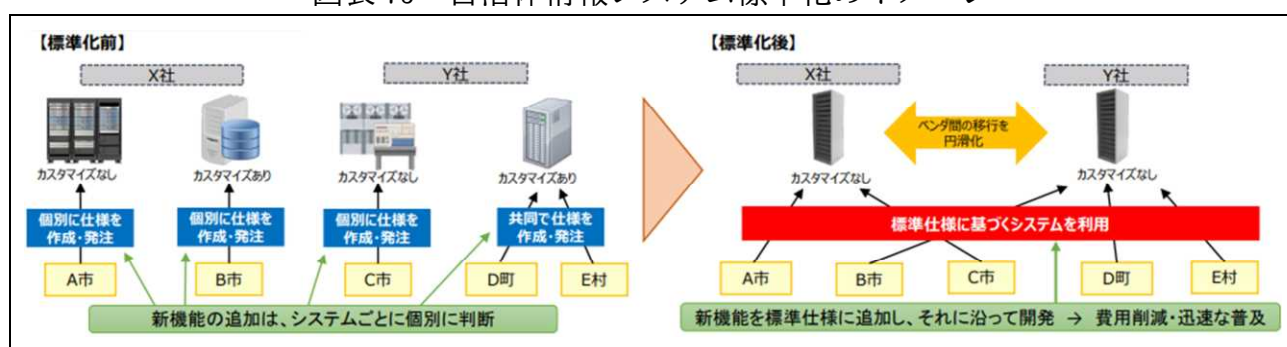 【標準化前】
X社
Y社
カスタマイズなし
カスタマイズあり
カスタマイズなし
カスタマイズあり
個別に仕様を
作成・発注
個別に仕様を
作成・発注
個別に仕様を
作成・発注
共同で仕様を
作成・発注
A市
B市
C市
D町
E村
新機能の追加は、システムごとに個別に判断
【標準化後】
X社
Y社
ベンダ間の移行を
円滑化
カスタマイズなし
カスタマイズなし
標準仕様に基づくシステムを利用
A市
B市
C市
D町
E村
新機能を標準仕様に追加し、それに沿って開発 → 費用削減・迅速な普及